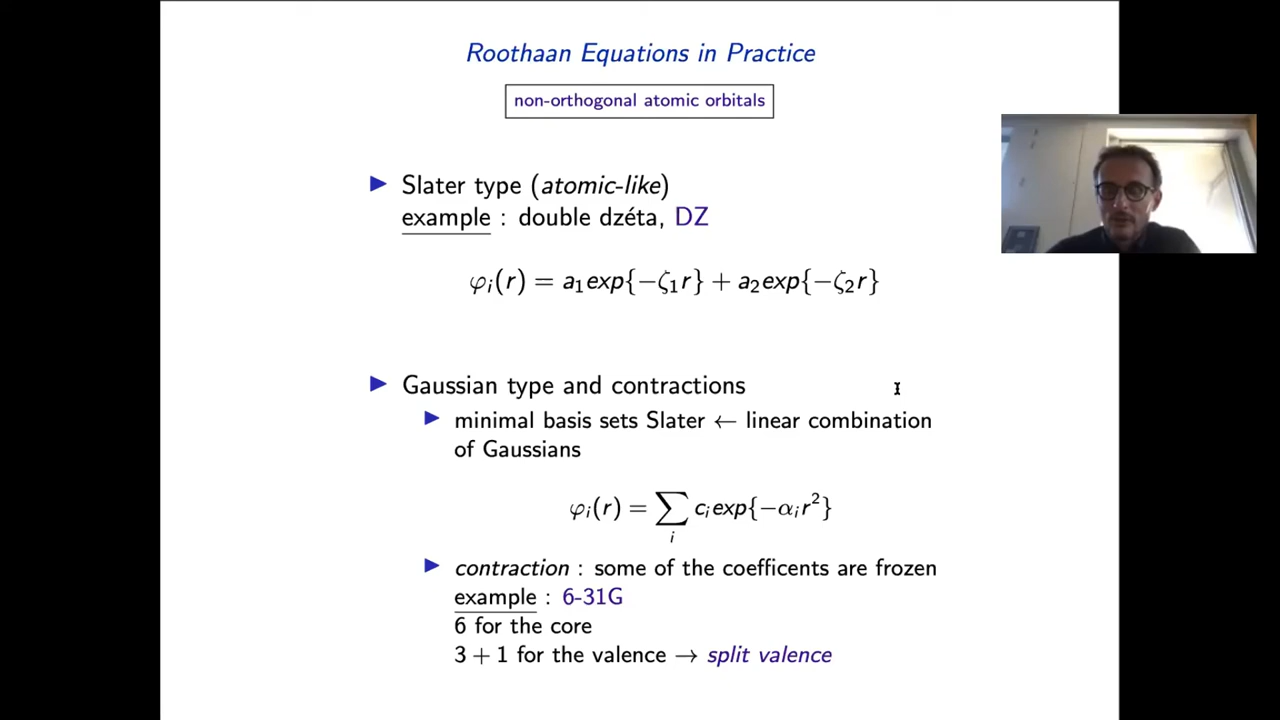 Roothaan Equations in Practice
non-orthogonal atomic orbitals
▶ Slater type (atomic-like)
example : double dzéta, DZ
φᵢ(r) = a₁exp{−ζ₁r} + a₂exp{−ζ₂r}
▶ Gaussian type and contractions
▶ minimal basis sets Slater ← linear combination
of Gaussians
φᵢ(r) = ∑ᵢ cᵢexp{−αᵢr²}
▶ contraction : some of the coefficents are frozen
example : 6-31G
6 for the core
3 + 1 for the valence → split valence